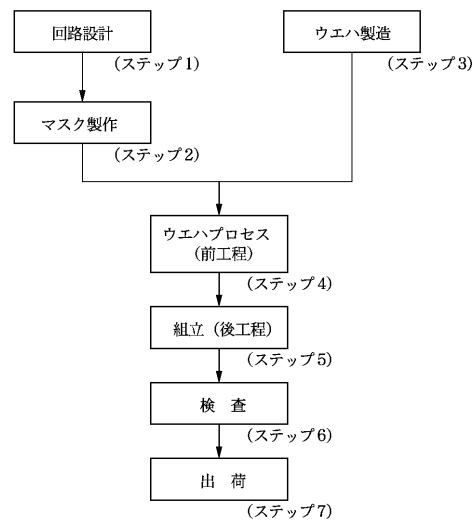 回路設計
(ステップ1)
ウエハ製造
(ステップ3)
マスク製作
(ステップ2)
ウエハプロセス
(前工程)
(ステップ4)
組立(後工程)
(ステップ5)
検 査
(ステップ6)
出 荷
(ステップ7)